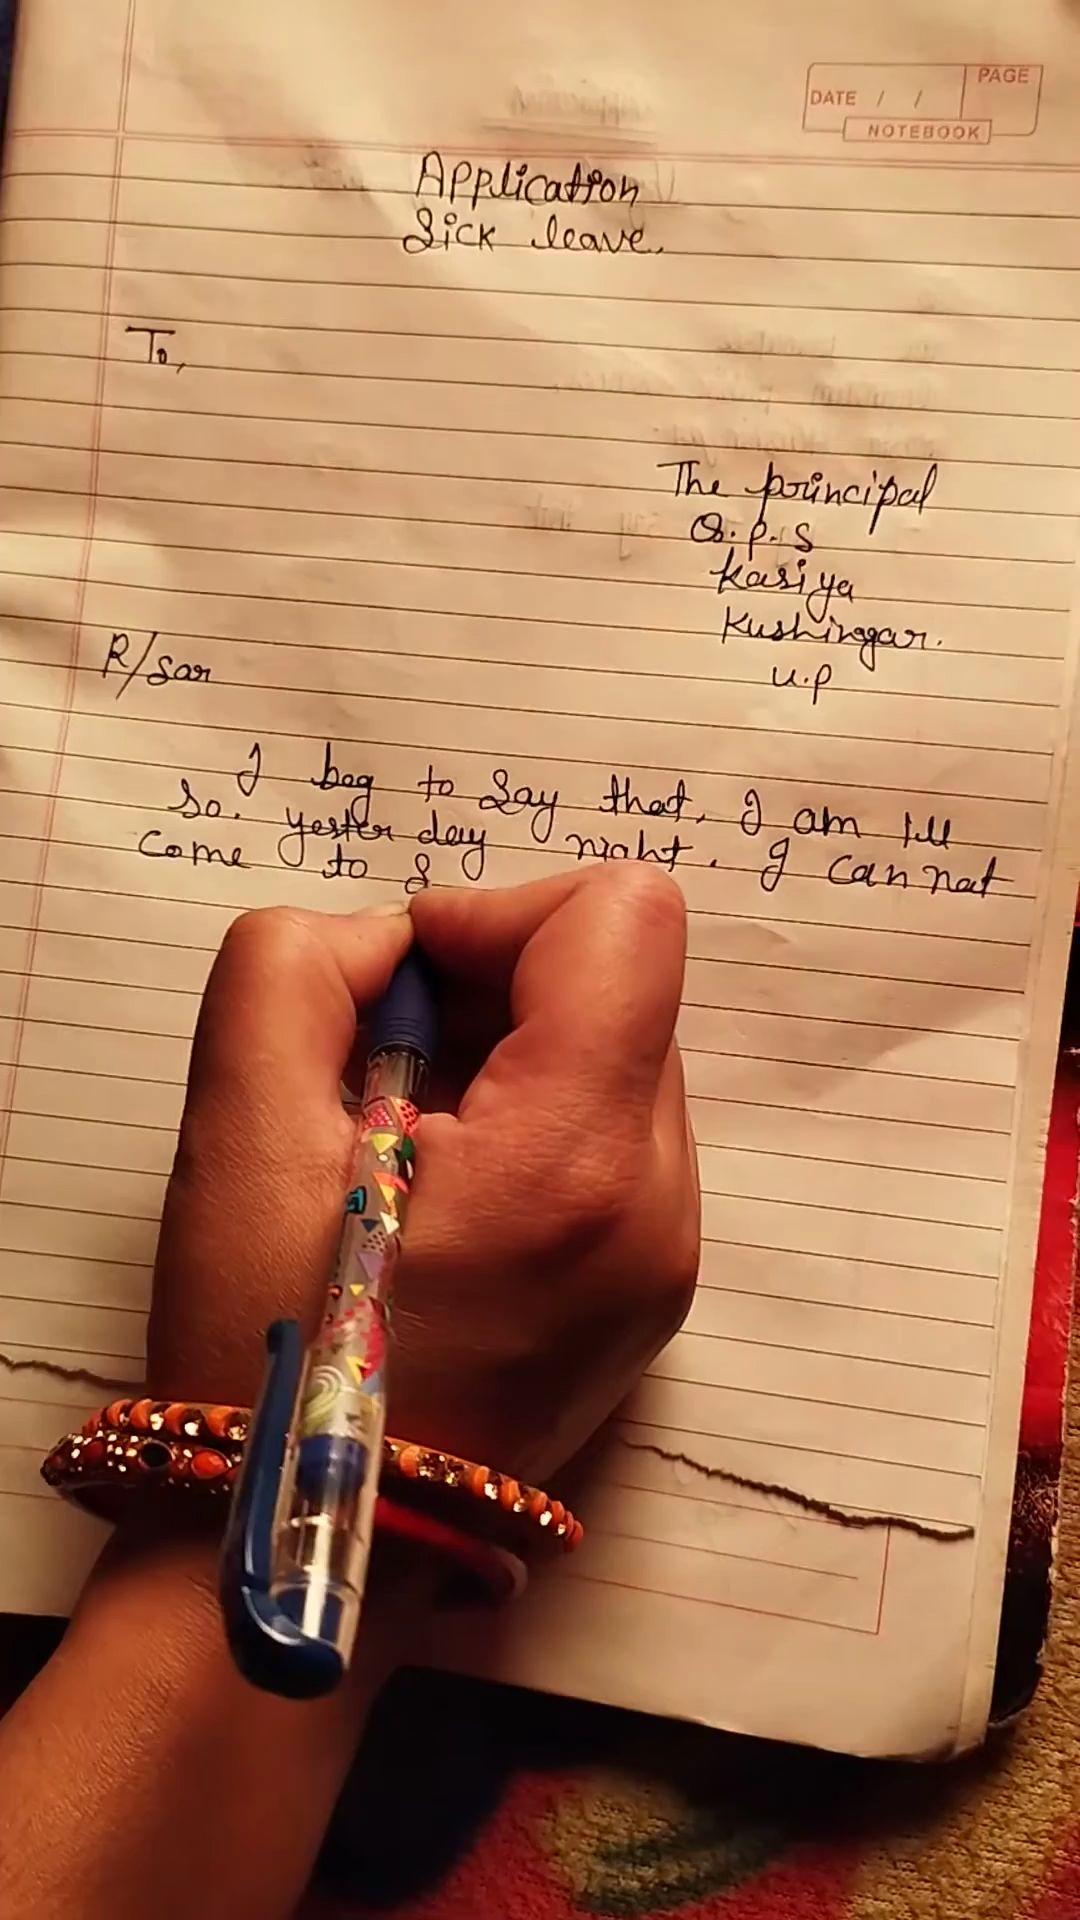 PAGE
DATE / /
NOTEBOOK
Application
Sick leave.
To,
The principal
O.P.S
Kasiya
Kushinagar.
U.P
R/sar
I beg to Say that, I am ill
So. yester day night. I can not
come to S